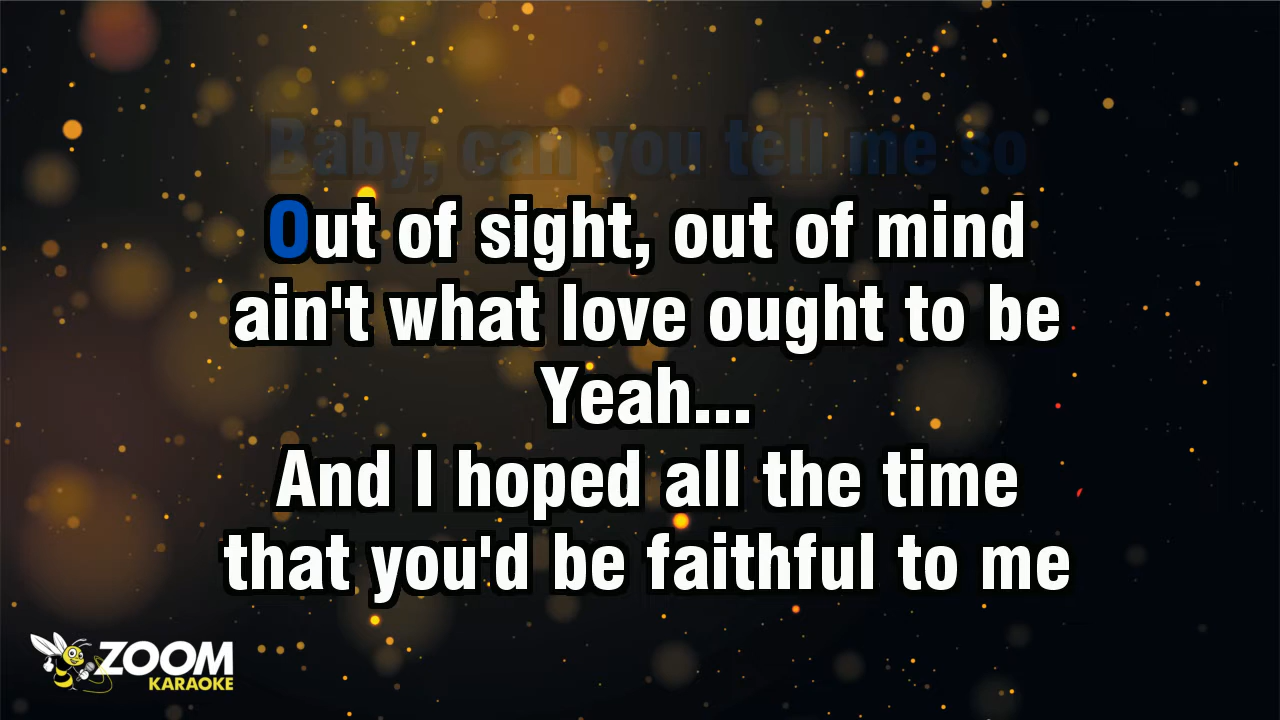 Baby, can you tell me so
Out of sight, out of mind
ain't what love ought to be
Yeah...
And I hoped all the time
that you'd be faithful to me
ZOOM
KARAOKE